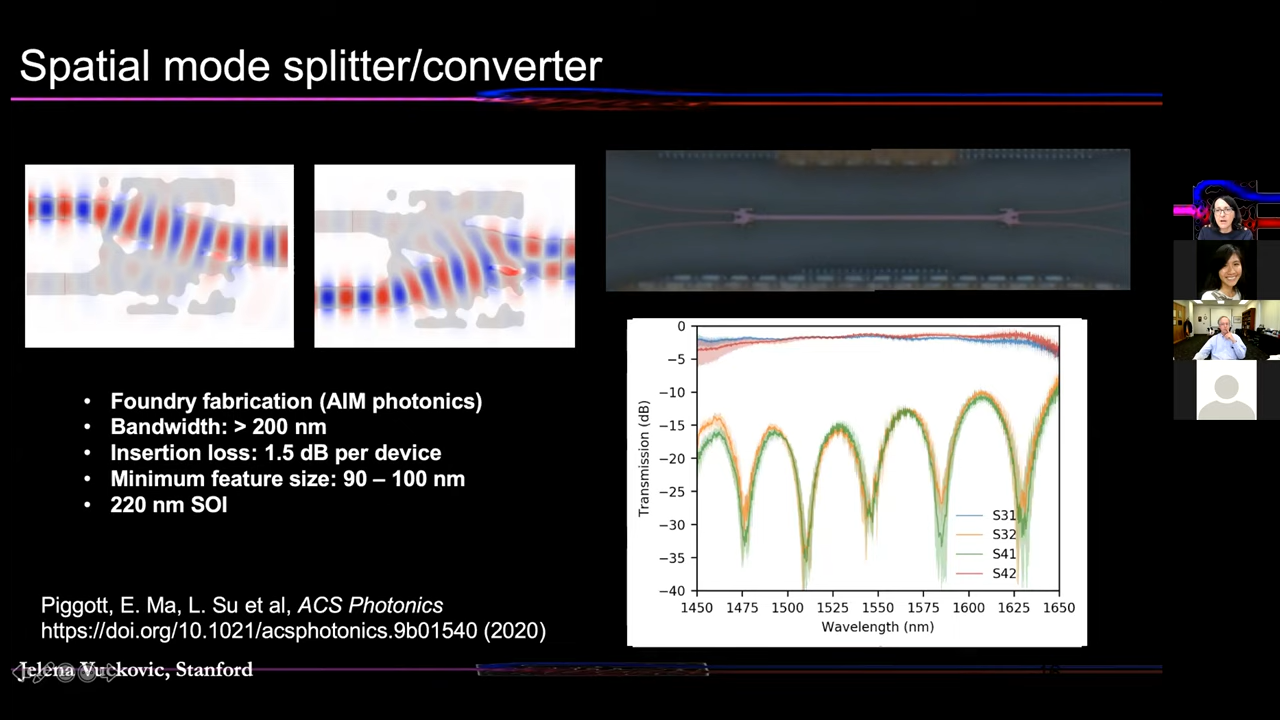 Spatial mode splitter/converter
• Foundry fabrication (AIM photonics)
• Bandwidth: > 200 nm
• Insertion loss: 1.5 dB per device
• Minimum feature size: 90 – 100 nm
• 220 nm SOI
Piggott, E. Ma, L. Su et al, ACS Photonics
https://doi.org/10.1021/acsphotonics.9b01540 (2020)
Jelena Vuckovic, Stanford
Transmission (dB)
0
−5
−10
−15
−20
−25
−30
−35
−40
S31
S32
S41
S42
1450 1475 1500 1525 1550 1575 1600 1625 1650
Wavelength (nm)